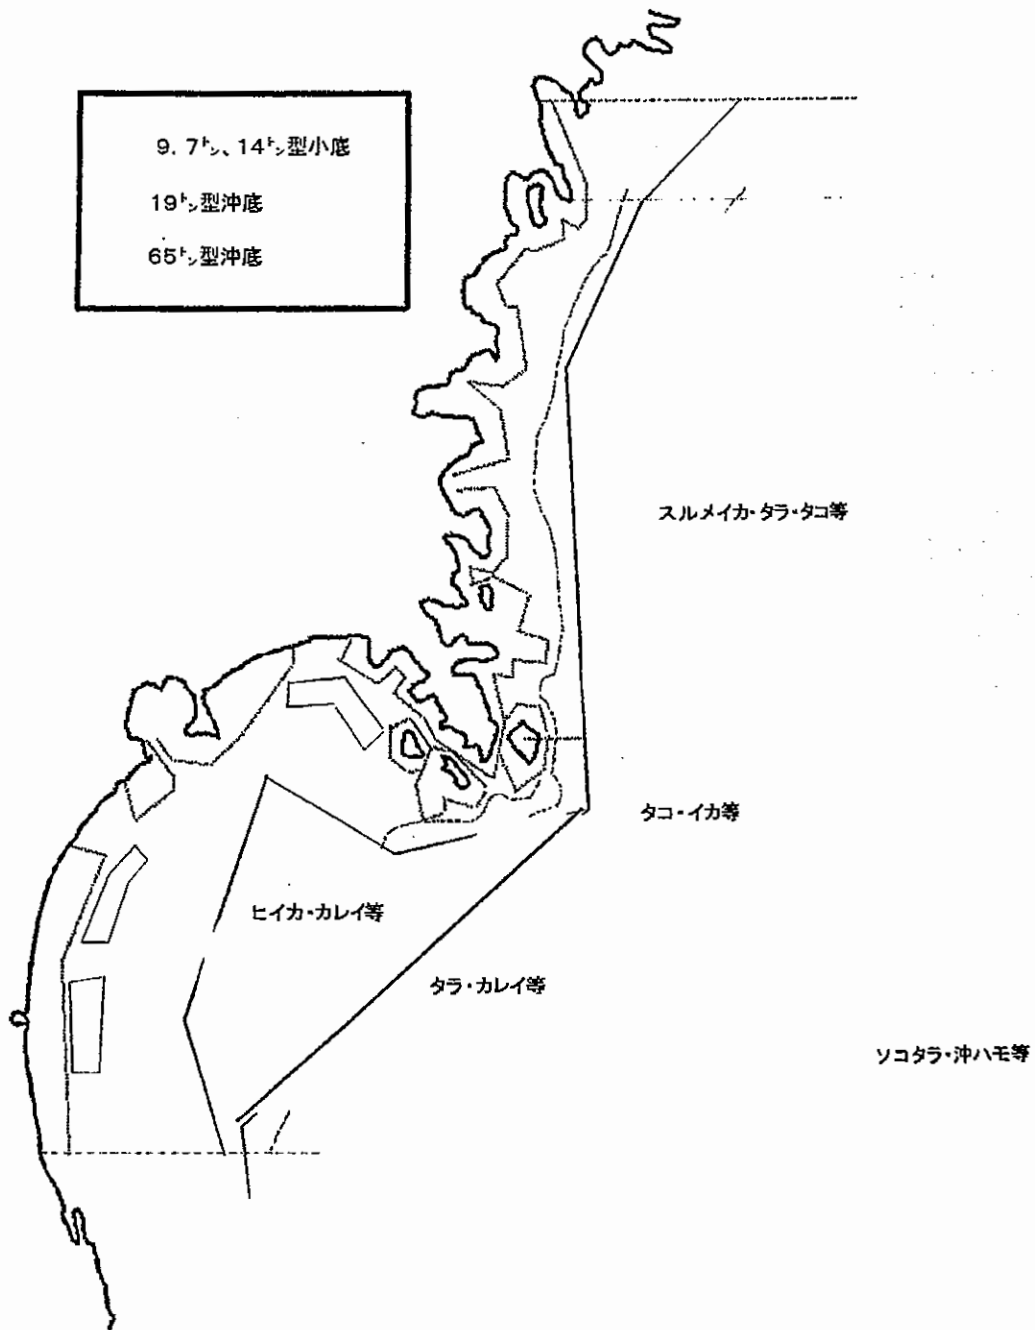 9.7㌧、14㌧型小底
19㌧型沖底
65㌧型沖底
スルメイカ・タラ・タコ等
タコ・イカ等
ヒイカ・カレイ等
タラ・カレイ等
ソコタラ・沖ハモ等